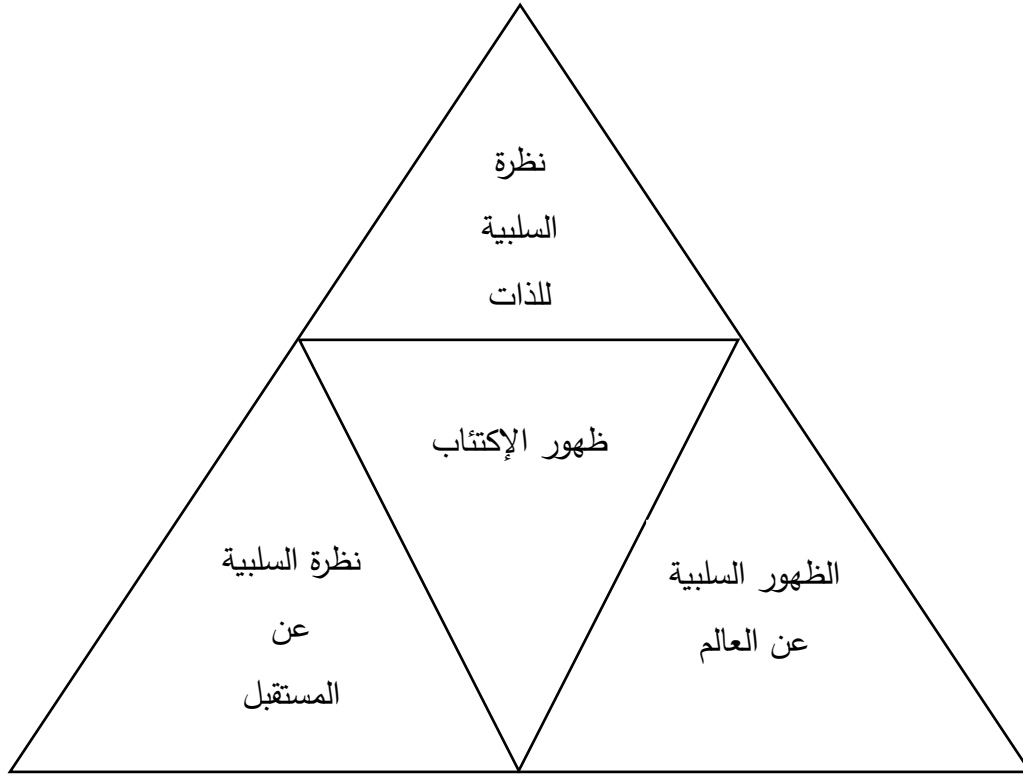 نظرة
السلبية
للذات
ظهور الإكتئاب
الظهور السلبية
عن العالم
نظرة السلبية
عن
المستقبل